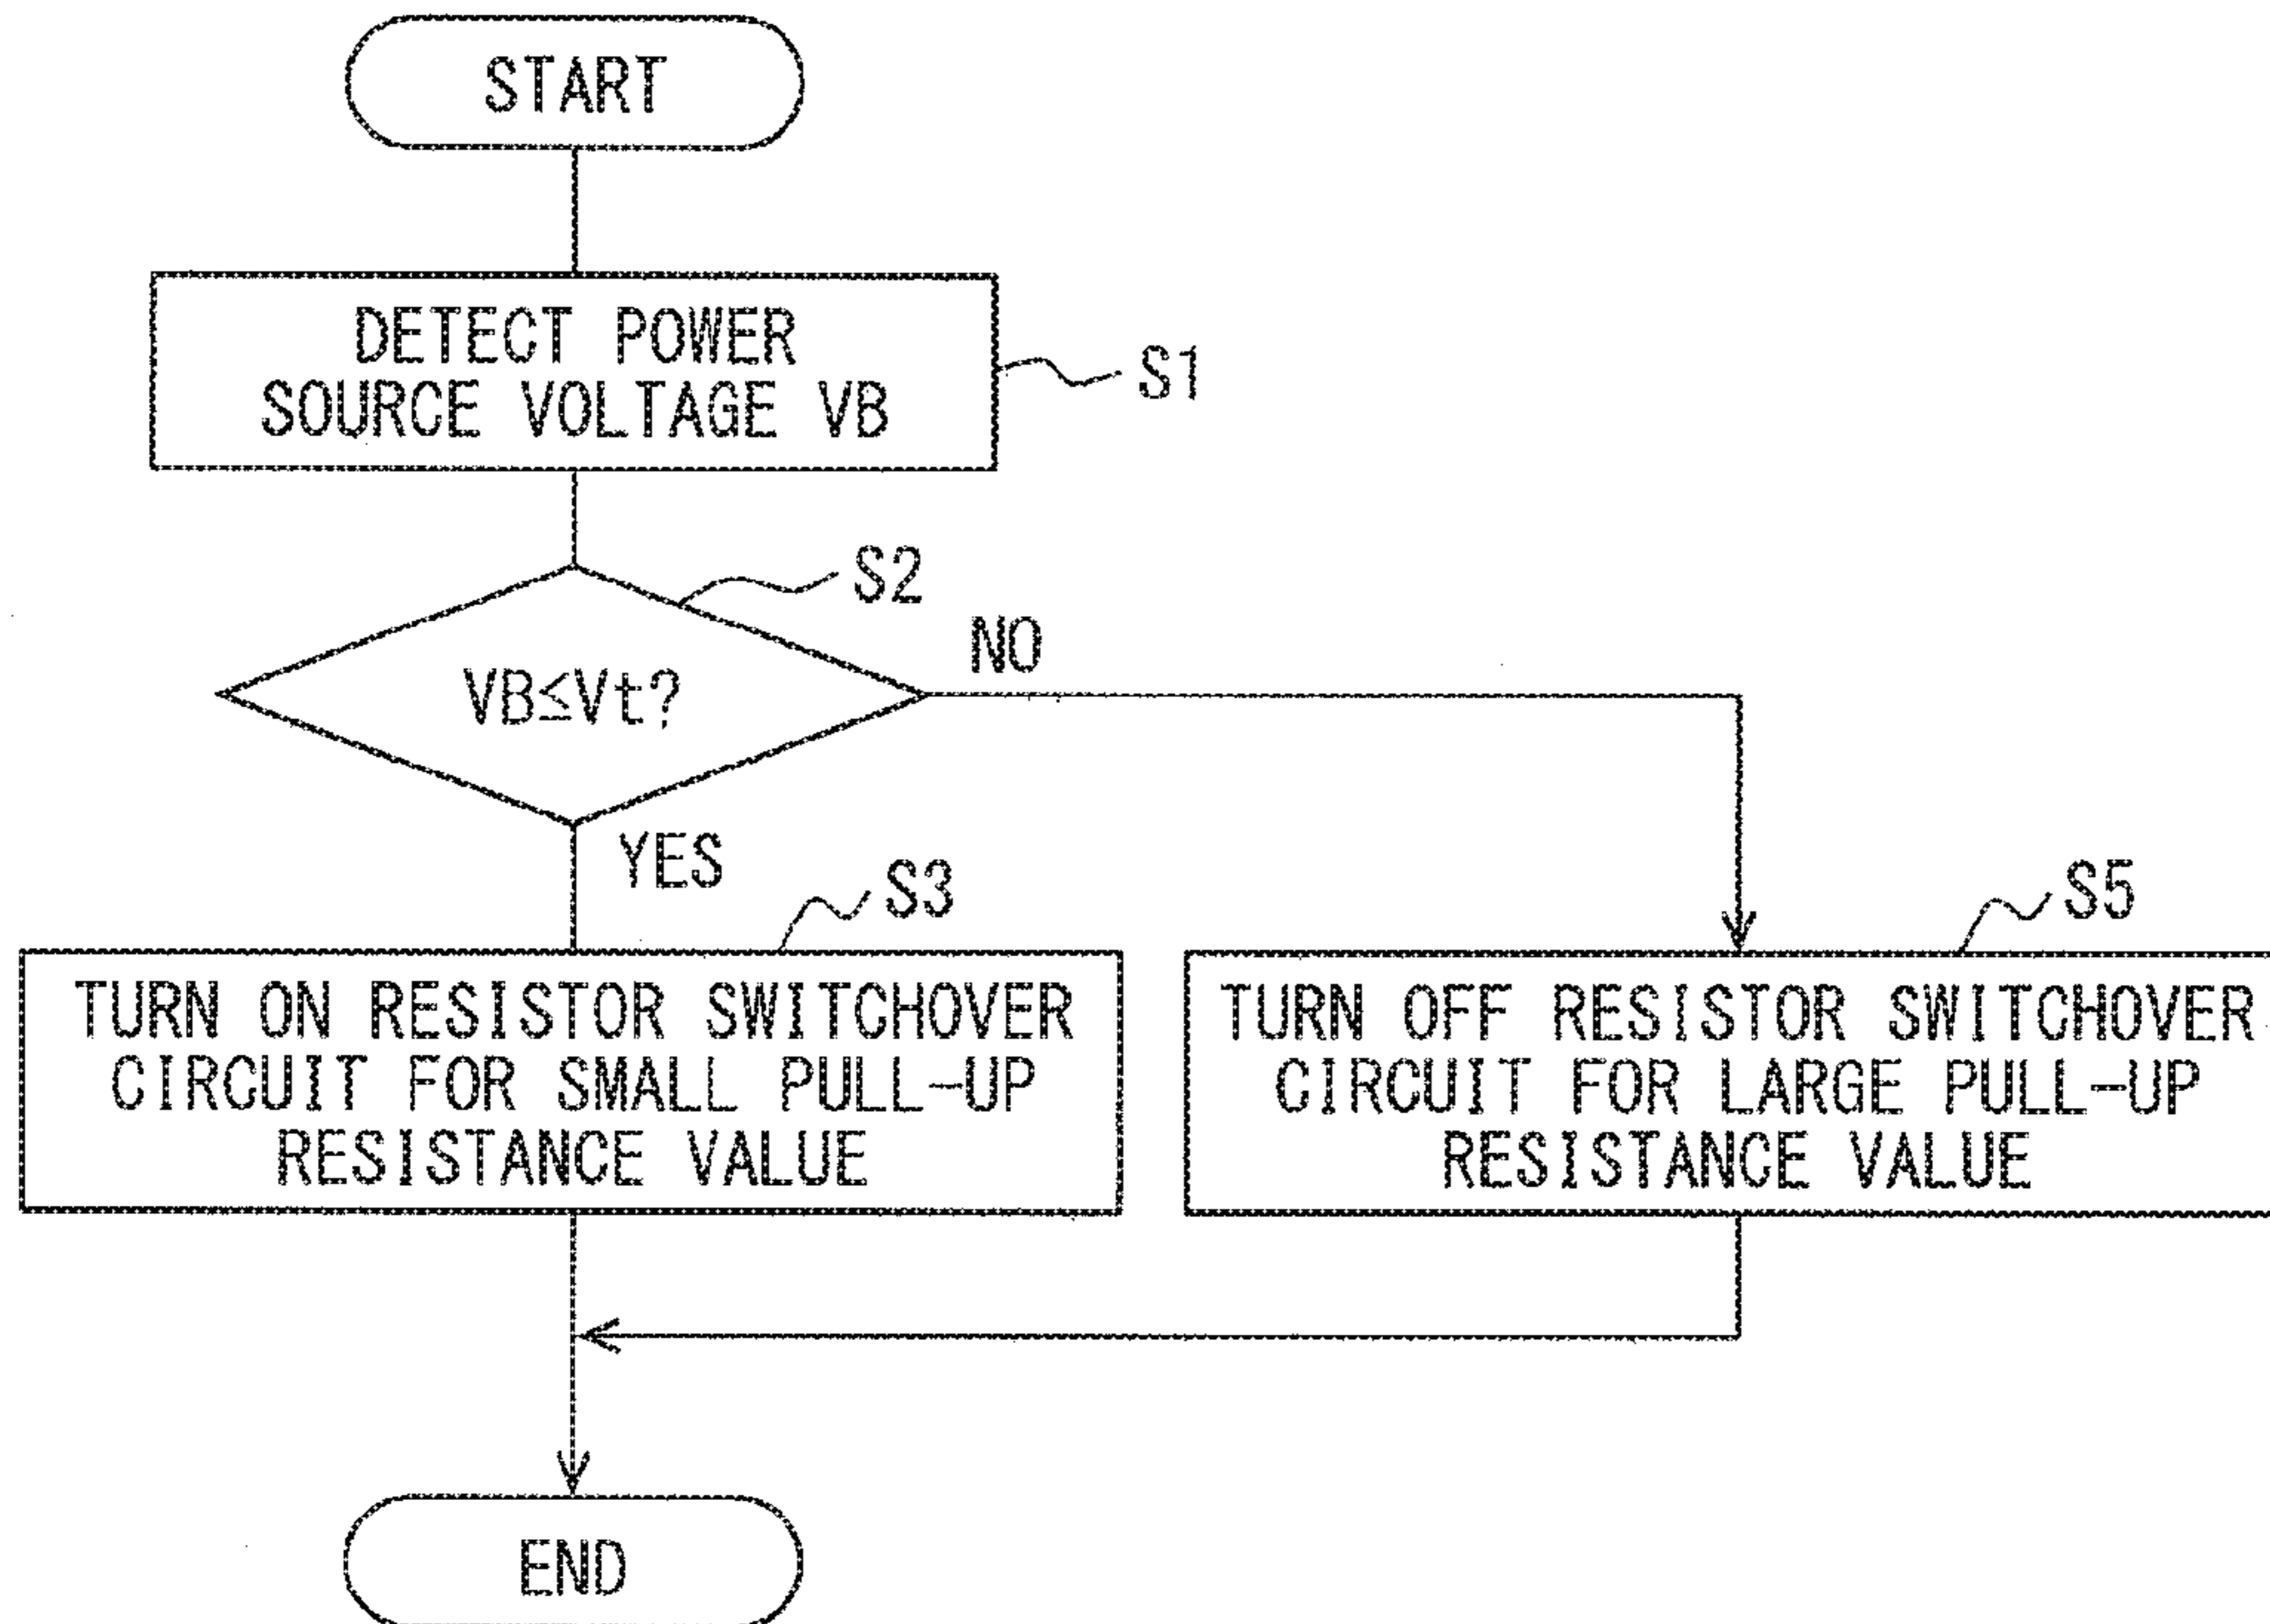 START
DETECT POWER
SOURCE VOLTAGE VB
S1
S2
VB≤Vt?
NO
YES
S3
TURN ON RESISTOR SWITCHOVER
CIRCUIT FOR SMALL PULL-UP
RESISTANCE VALUE
S5
TURN OFF RESISTOR SWITCHOVER
CIRCUIT FOR LARGE PULL-UP
RESISTANCE VALUE
END